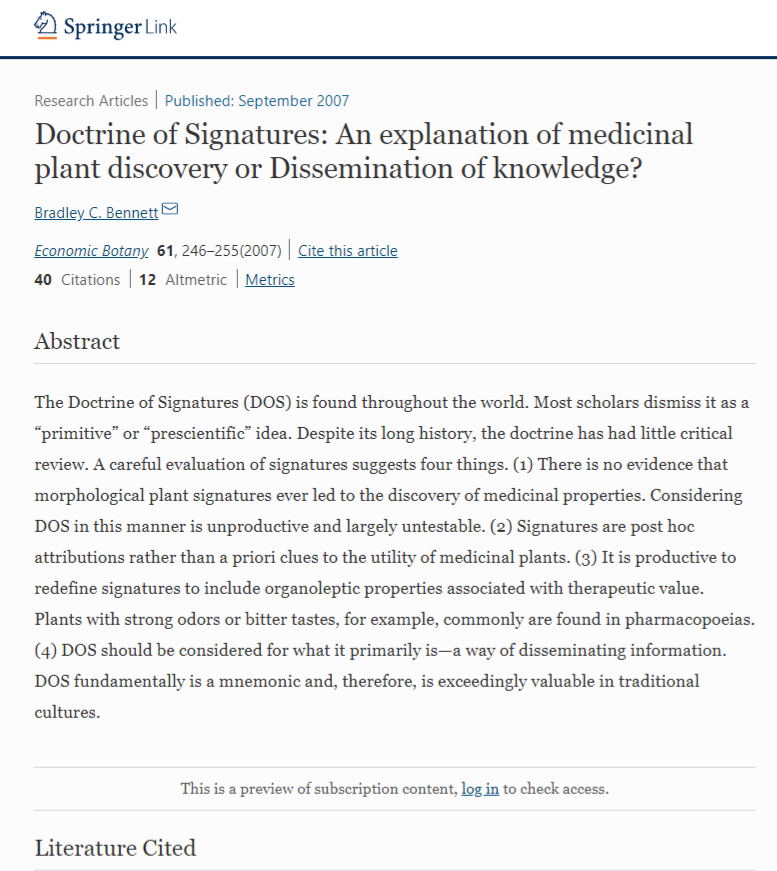 Springer Link
Research Articles | Published: September 2007
Doctrine of Signatures: An explanation of medicinal
plant discovery or Dissemination of knowledge?
Bradley C. Bennett
Economic Botany 61, 246–255(2007) | Cite this article
40 Citations | 12 Altmetric | Metrics
Abstract
The Doctrine of Signatures (DOS) is found throughout the world. Most scholars dismiss it as a
“primitive” or “prescientific” idea. Despite its long history, the doctrine has had little critical
review. A careful evaluation of signatures suggests four things. (1) There is no evidence that
morphological plant signatures ever led to the discovery of medicinal properties. Considering
DOS in this manner is unproductive and largely untestable. (2) Signatures are post hoc
attributions rather than a priori clues to the utility of medicinal plants. (3) It is productive to
redefine signatures to include organoleptic properties associated with therapeutic value.
Plants with strong odors or bitter tastes, for example, commonly are found in pharmacopoeias.
(4) DOS should be considered for what it primarily is—a way of disseminating information.
DOS fundamentally is a mnemonic and, therefore, is exceedingly valuable in traditional
cultures.
This is a preview of subscription content, log in to check access.
Literature Cited